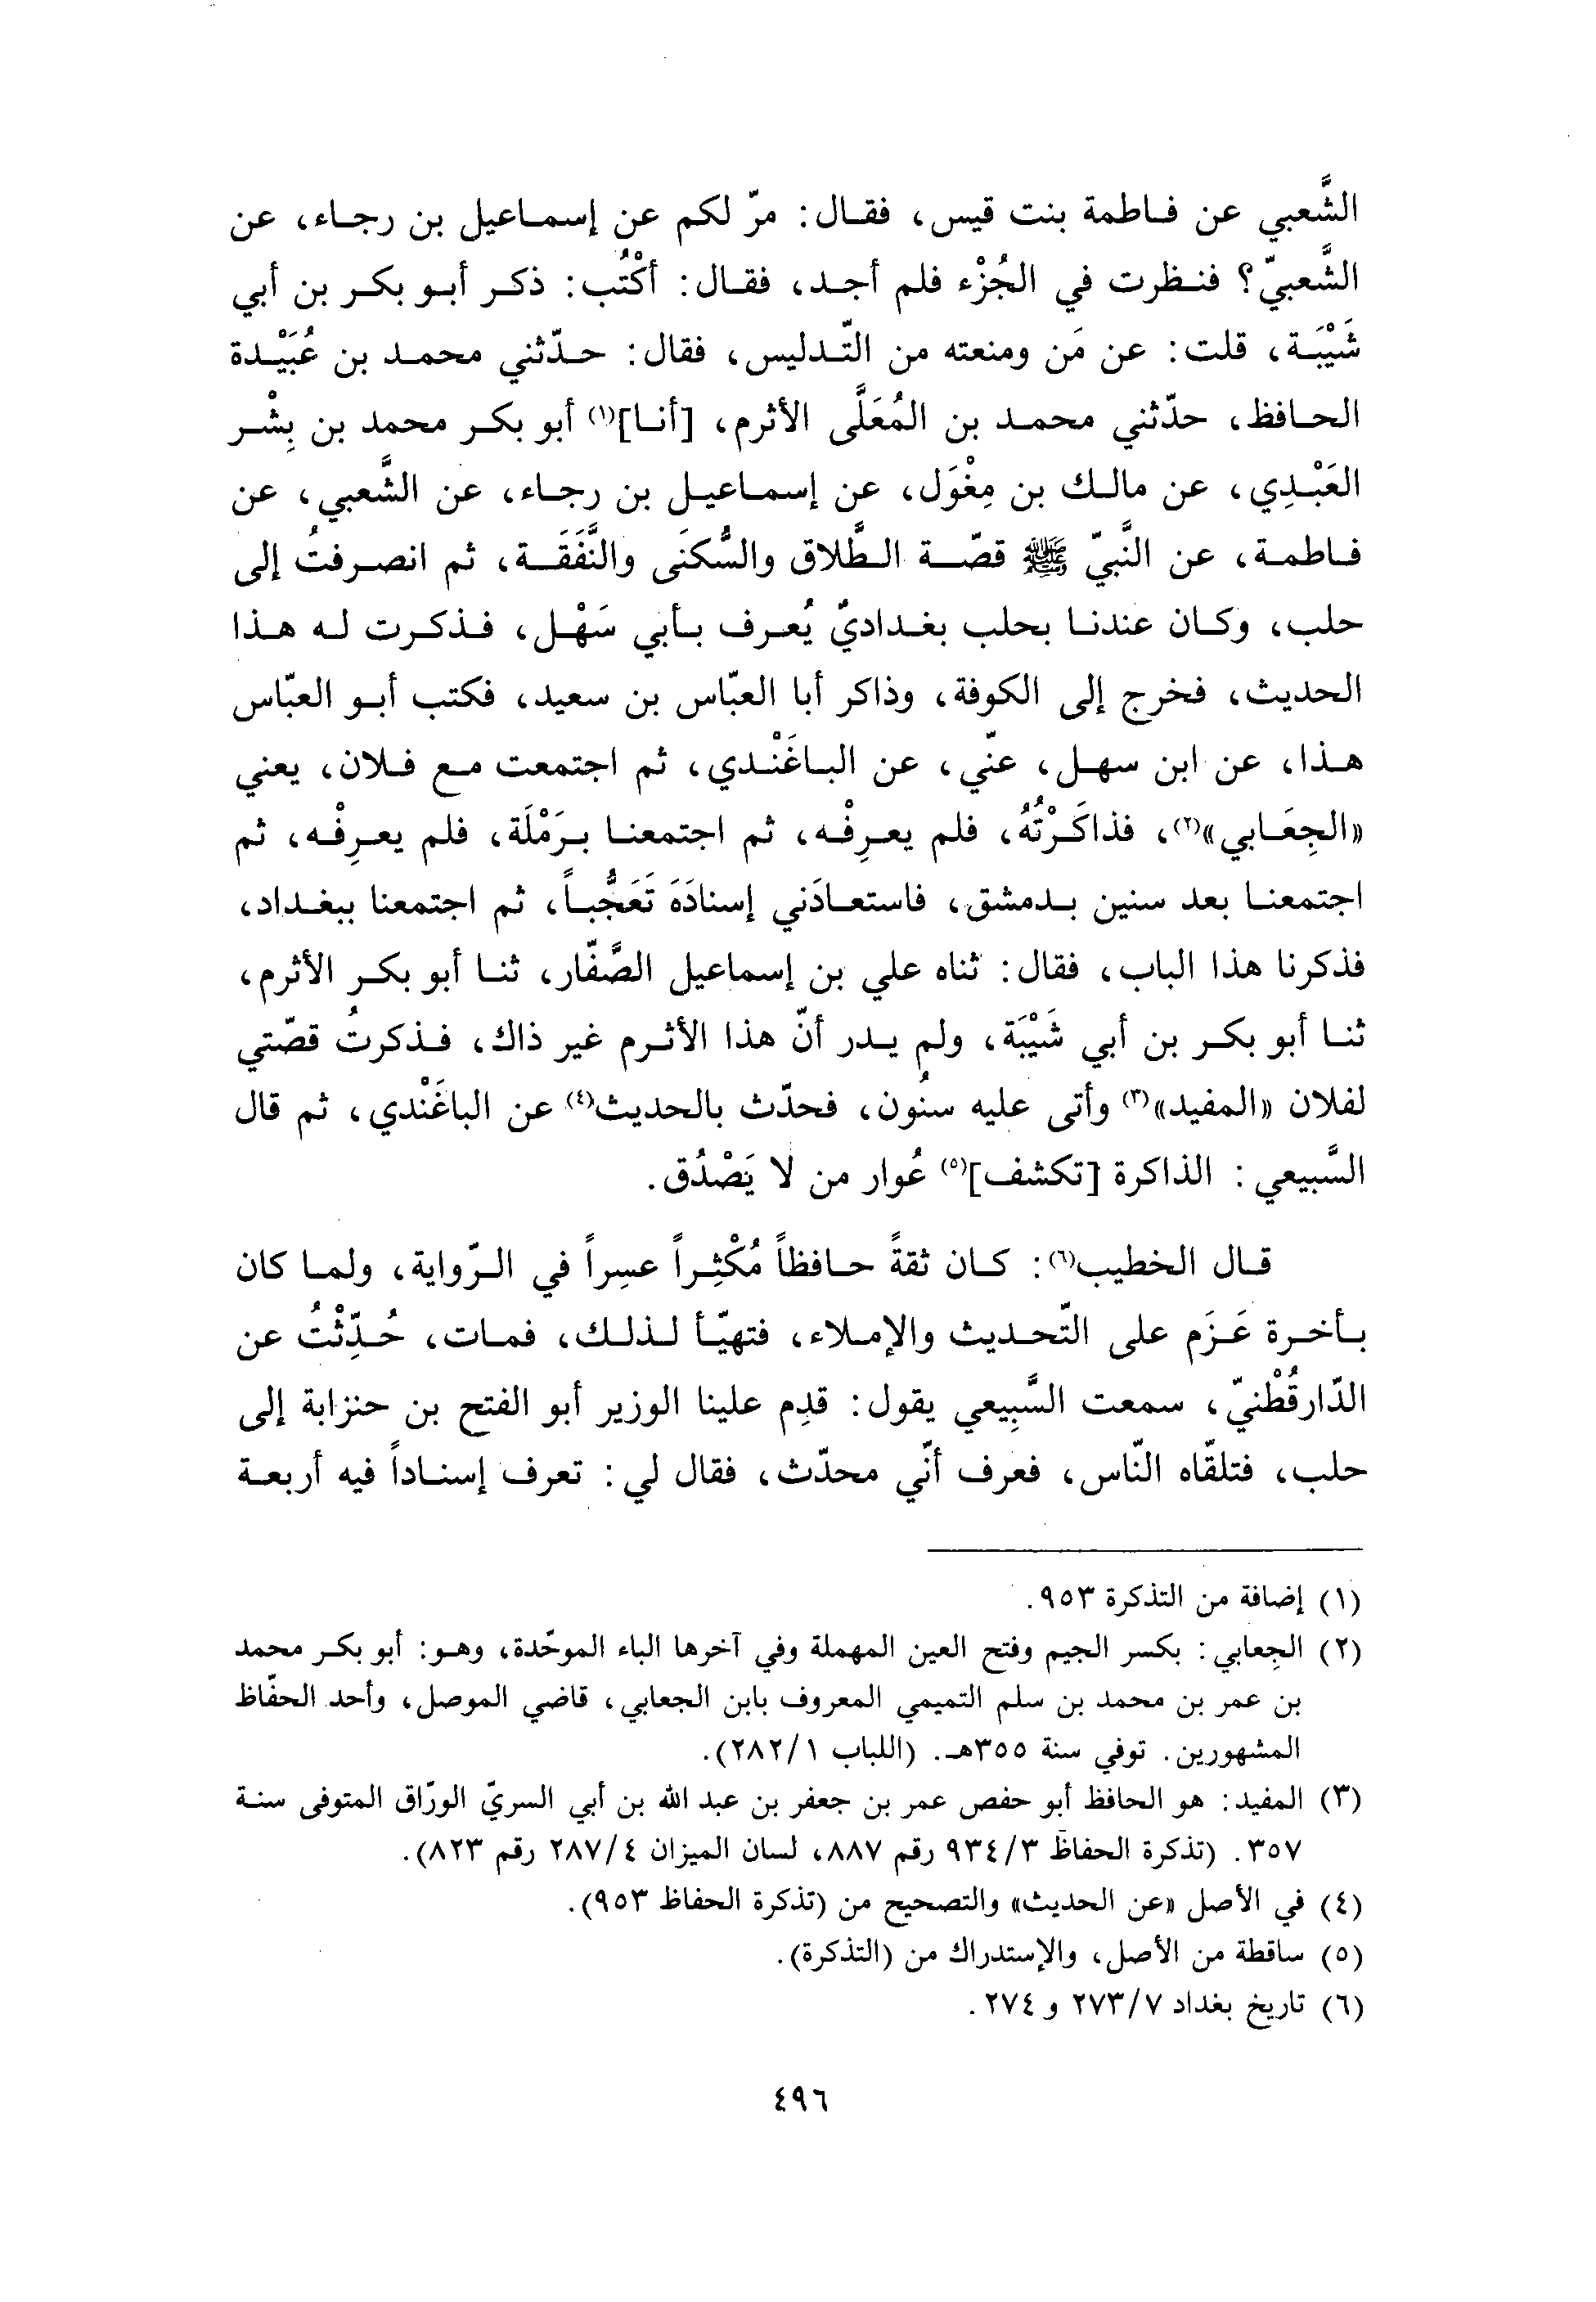 الشَّعبي عن فاطمة بنت قيس، فقال: مرّ لكم عن إسماعيل بن رجاء، عن
الشَّعبيّ؟ فنظرت في الجُزْء فلم أجد، فقال: أكْتُب: ذكر أبو بكر بن أبي
شَيْبَة، قلت: عن مَن ومنعته من التّدليس، فقال: حدّثني محمد بن عُبَيْدة
الحافظ، حدّثني محمد بن المُعَلَّى الأثرم، [أنا]⁽¹⁾ أبو بكر محمد بن بِشْر
العَبْدِي، عن مالك بن مِغْوَل، عن إسماعيل بن رجاء، عن الشَّعبي، عن
فاطمة، عن النَّبيّ ﷺ قصّة الطَّلاق والسُّكنَى والنَّفَقَة، ثم انصرفتُ إلى
حلب، وكان عندنا بحلب بغداديّ يُعرف بأبي سَهْل، فذكرت له هذا
الحديث، فخرج إلى الكوفة، وذاكر أبا العبّاس بن سعيد، فكتب أبو العبّاس
هذا، عن ابن سهل، عنّي، عن الباغَنْدي، ثم اجتمعت مع فلان، يعني
«الجِعَابي»⁽²⁾، فذاكَرْتُهُ، فلم يعرِفْه، ثم اجتمعنا برَمْلَة، فلم يعرِفْه، ثم
اجتمعنا بعد سنين بدمشق، فاستعادَني إسنادَهَ تَعَجُّباً، ثم اجتمعنا ببغداد،
فذكرنا هذا الباب، فقال: ثناه علي بن إسماعيل الصَّفّار، ثنا أبو بكر الأثرم،
ثنا أبو بكر بن أبي شَيْبَة، ولم يدر أنّ هذا الأثرم غير ذاك، فذكرتُ قصّتي
لفلان «المفيد»⁽³⁾ وأتى عليه سنُون، فحدّث بالحديث⁽⁴⁾ عن الباغَنْدي، ثم قال
السَّبيعي: الذاكرة [تكشف]⁽⁵⁾ عُوار من لا يَصْدُق.
قال الخطيب⁽⁶⁾: كان ثقةً حافظاً مُكْثِراً عسِراً في الرّواية، ولما كان
بأخرة عَزَم على التّحديث والإملاء، فتهيّأ لذلك، فمات، حُدِّثْتُ عن
الدّارقُطْنيّ، سمعت السَّبِيعي يقول: قدِم علينا الوزير أبو الفتح بن حنزابة إلى
حلب، فتلقّاه النّاس، فعرف أنّي محدّث، فقال لي: تعرف إسناداً فيه أربعة
(١) إضافة من التذكرة ٩٥٣.
(٢) الجِعابي: بكسر الجيم وفتح العين المهملة وفي آخرها الباء الموحّدة، وهو: أبو بكر محمد
بن عمر بن محمد بن سلم التميمي المعروف بابن الجعابي، قاضي الموصل، وأحد الحفّاظ
المشهورين. توفي سنة ٣٥٥هـ. (اللباب ٢٨٢/١).
(٣) المفيد: هو الحافظ أبو حفص عمر بن جعفر بن عبد الله بن أبي السريّ الورّاق المتوفى سنة
٣٥٧. (تذكرة الحفاظ ٩٣٤/٣ رقم ٨٨٧، لسان الميزان ٢٨٧/٤ رقم ٨٢٣).
(٤) في الأصل «عن الحديث» والتصحيح من (تذكرة الحفاظ ٩٥٣).
(٥) ساقطة من الأصل، والإستدراك من (التذكرة).
(٦) تاريخ بغداد ٢٧٣/٧ و ٢٧٤.
٤٩٦